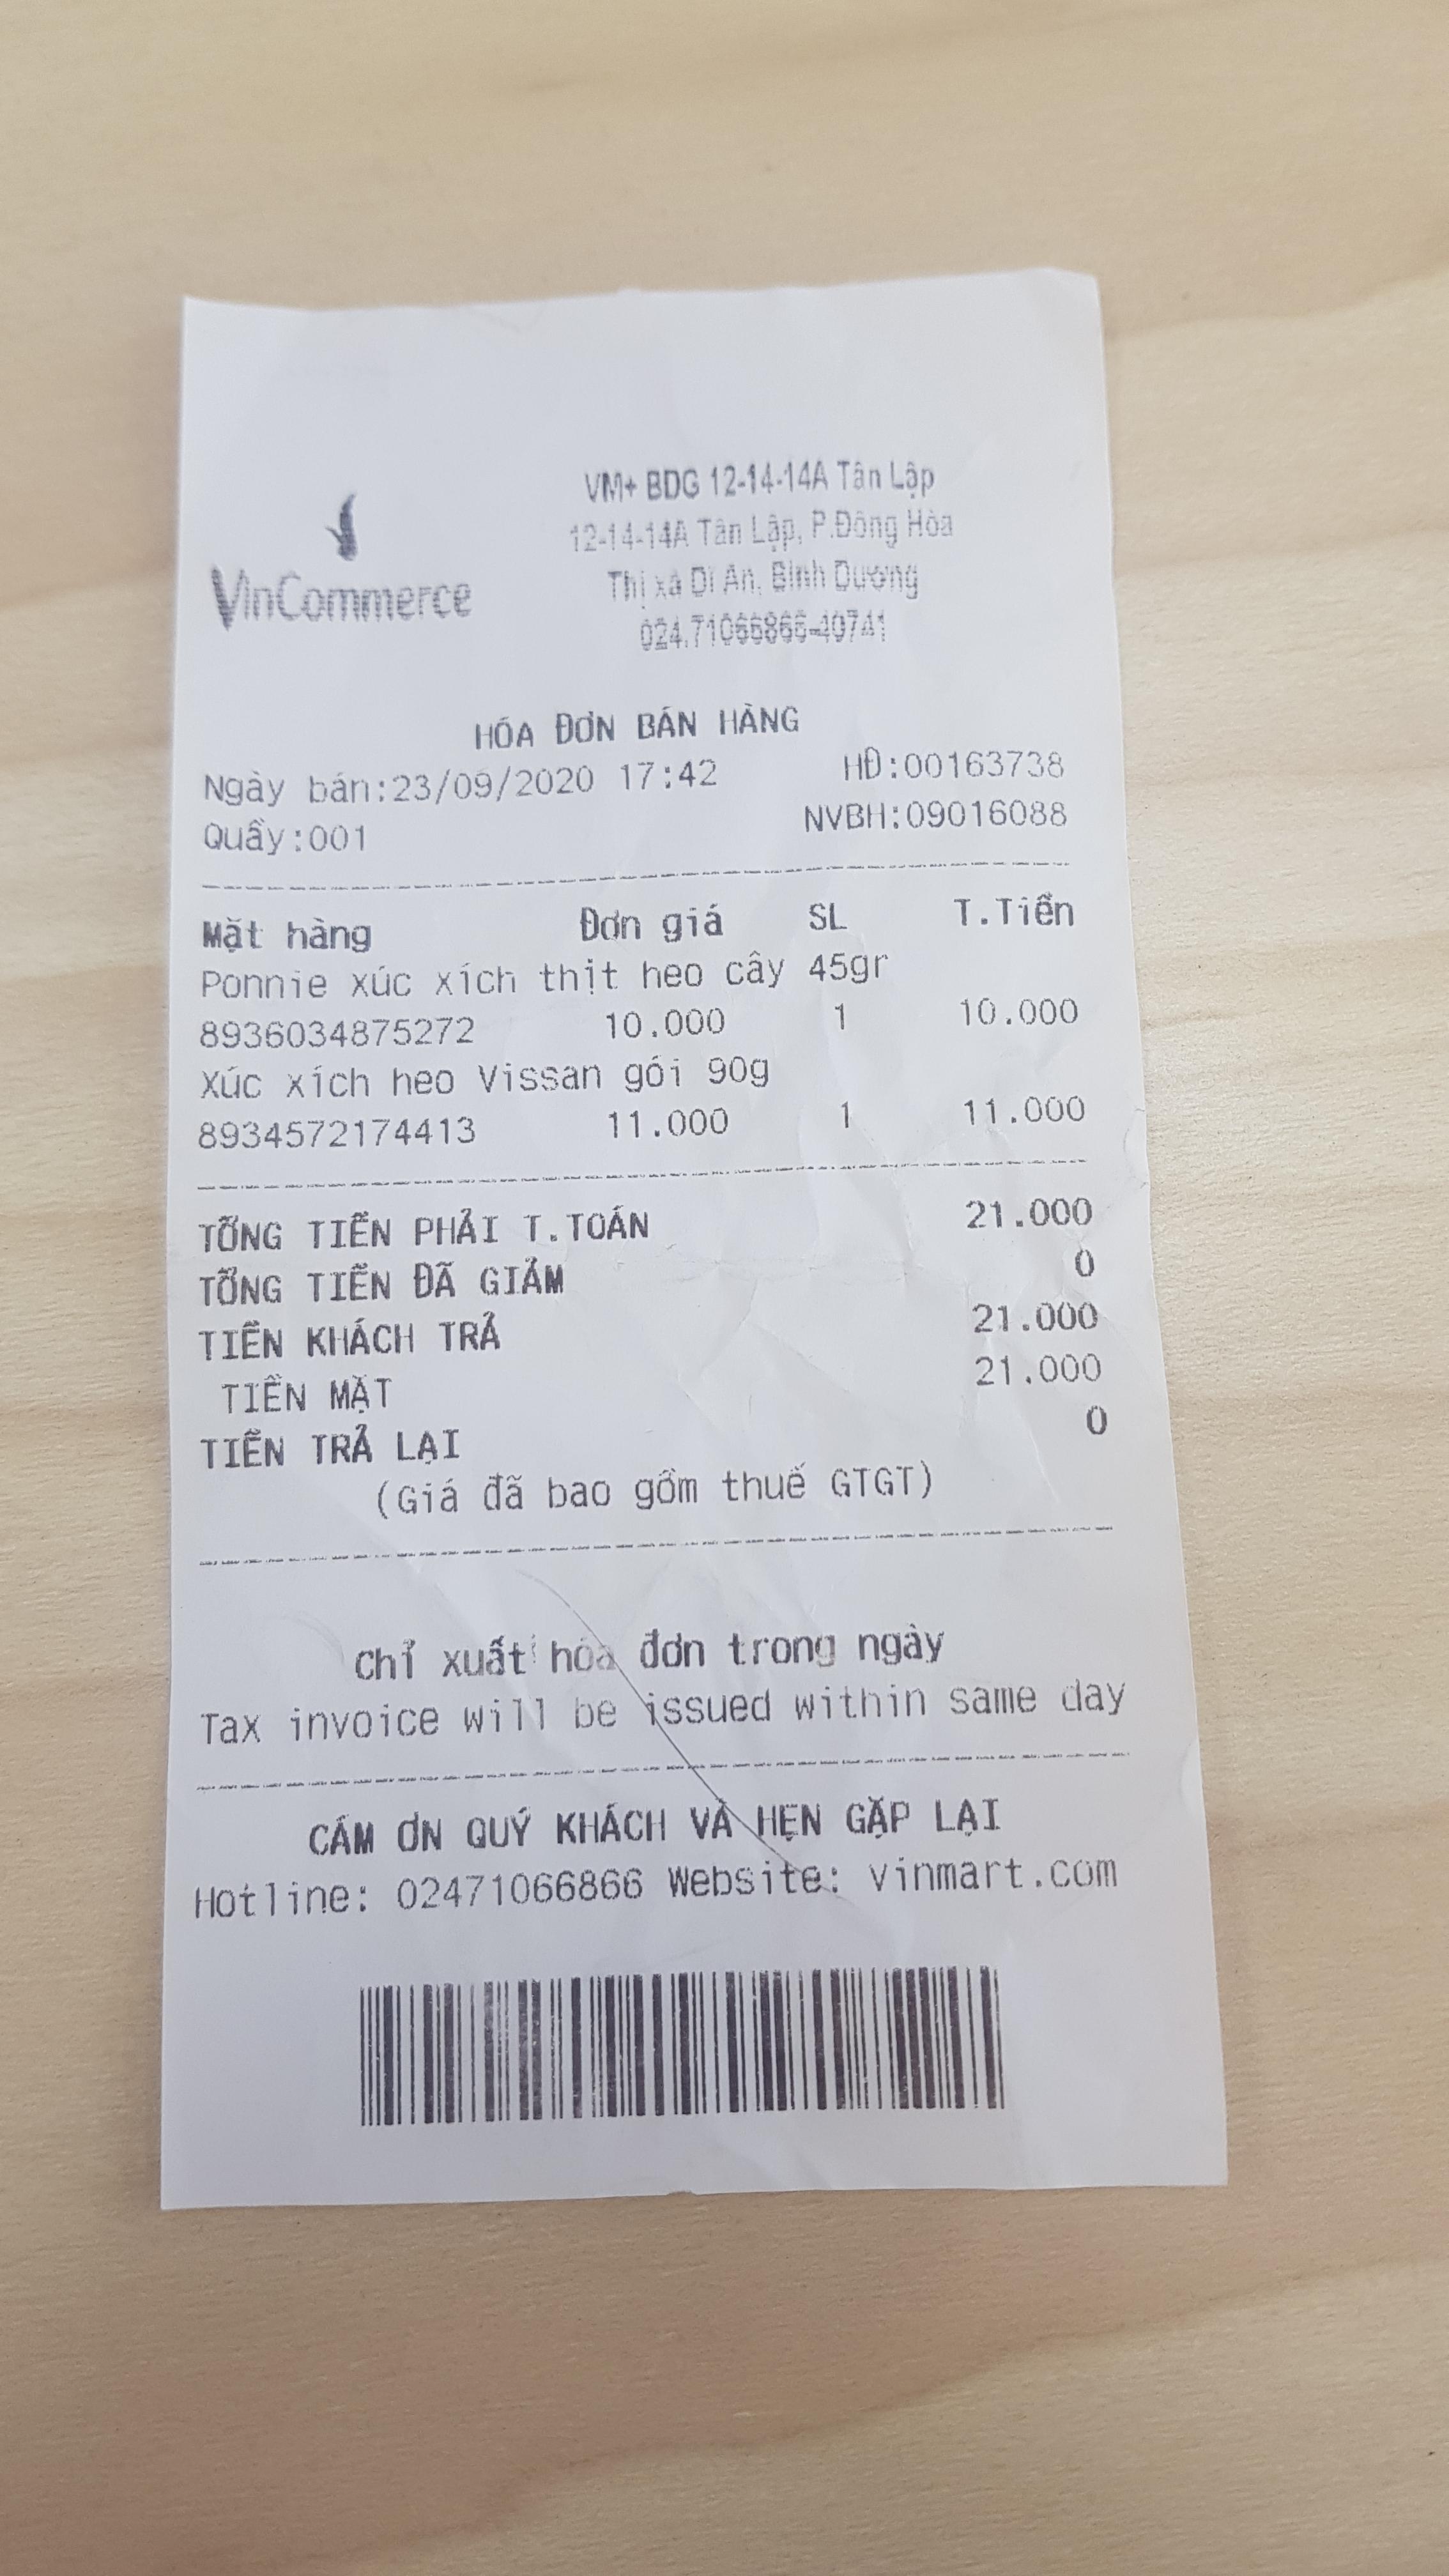 VinCommerce
VM+ BDG 12-14-14A Tân Lập
12-14-14A Tân Lập, P.Đông Hòa
Thị xã Dĩ An, Bình Dương
024.71066866-40741
HÓA ĐƠN BÁN HÀNG
Ngày bán:23/09/2020 17:42 HĐ:00163738
Quầy:001 NVBH:09016088
Mặt hàng Đơn giá SL T.Tiền
Ponnie xúc xích thịt heo cây 45gr
8936034875272 10.000 1 10.000
Xúc xích heo Vissan gói 90g
8934572174413 11.000 1 11.000
TỔNG TIỀN PHẢI T.TOÁN 21.000
TỔNG TIỀN ĐÃ GIẢM 0
TIỀN KHÁCH TRẢ 21.000
TIỀN MẶT 21.000
TIỀN TRẢ LẠI 0
(Giá đã bao gồm thuế GTGT)
Chỉ xuất hóa đơn trong ngày
Tax invoice will be issued within same day
CẢM ƠN QUÝ KHÁCH VÀ HẸN GẶP LẠI
Hotline: 02471066866 Website: vinmart.com